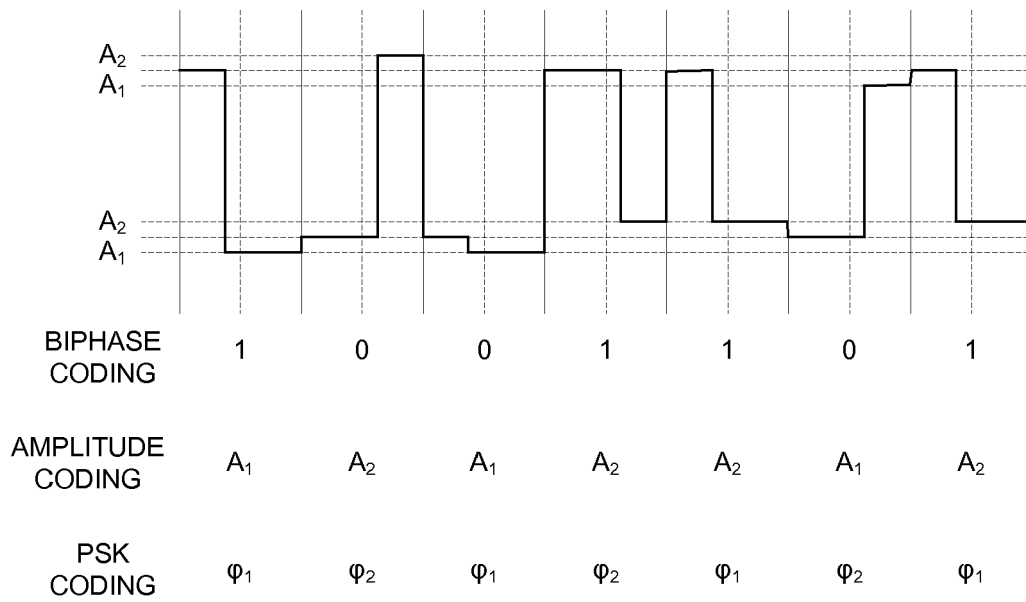 A₂
A₁
A₂
A₁
BIPHASE CODING 1 0 0 1 1 0 1
AMPLITUDE CODING A₁ A₂ A₁ A₂ A₂ A₁ A₂
PSK CODING φ₁ φ₂ φ₁ φ₂ φ₁ φ₂ φ₁